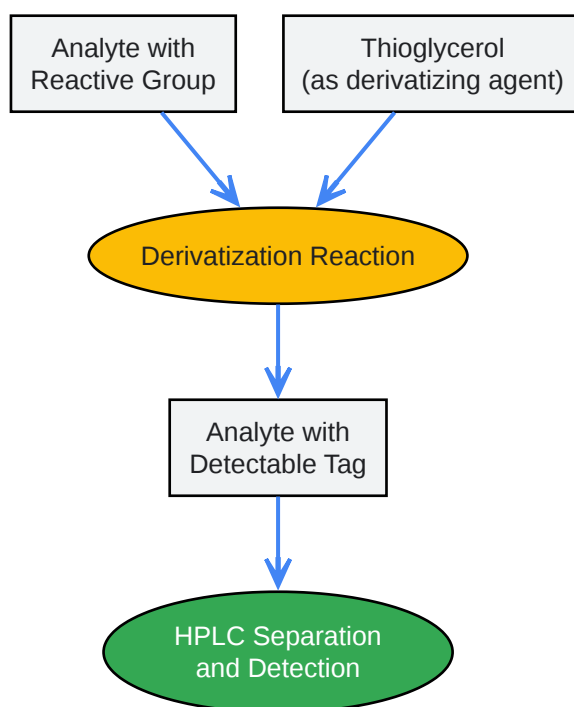 Analyte with
Reactive Group
Thioglycerol
(as derivatizing agent)
Derivatization Reaction
Analyte with
Detectable Tag
HPLC Separation
and Detection